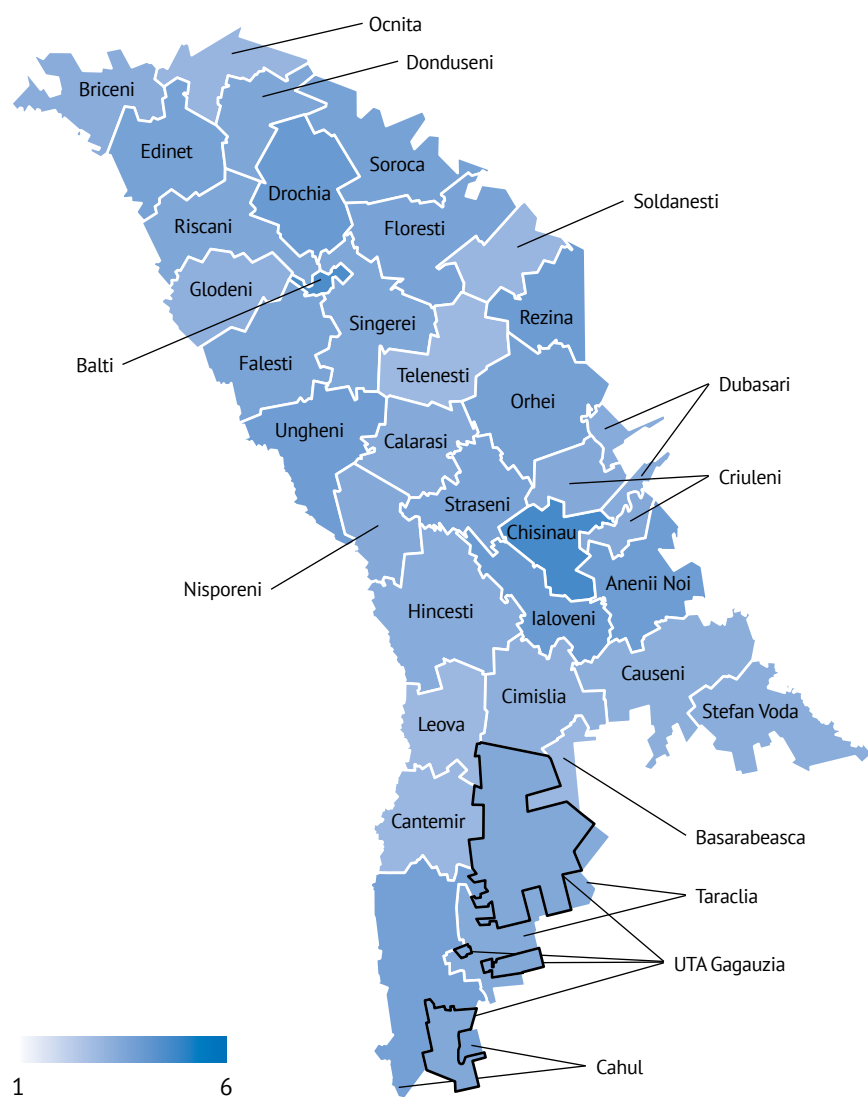 Ocnita
Donduseni
Briceni
Edinet
Soroca
Drochia
Soldanesti
Riscani
Floresti
Glodeni
Rezina
Singerei
Balti
Falesti
Telenesti
Dubasari
Orhei
Ungheni
Calarasi
Criuleni
Straseni
Chisinau
Nisporeni
Anenii Noi
Hincesti
Ialoveni
Causeni
Cimislia
Stefan Voda
Leova
Cantemir
Basarabeasca
Taraclia
UTA Gagauzia
Cahul
1
6